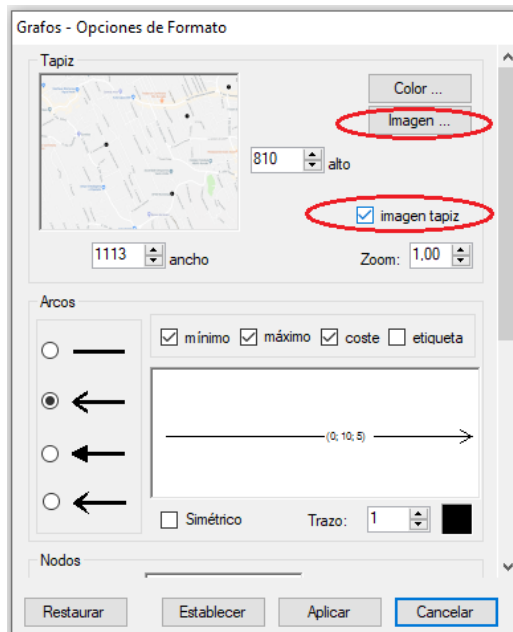 Grafos - Opciones de Formato
Tapiz
Color ...
Imagen ...
810 alto
imagen tapiz
1113 ancho
Zoom: 1,00
Arcos
mínimo máximo coste etiqueta
(0; 10; 5)
Simétrico Trazo: 1
Nodos
Restaurar Establecer Aplicar Cancelar